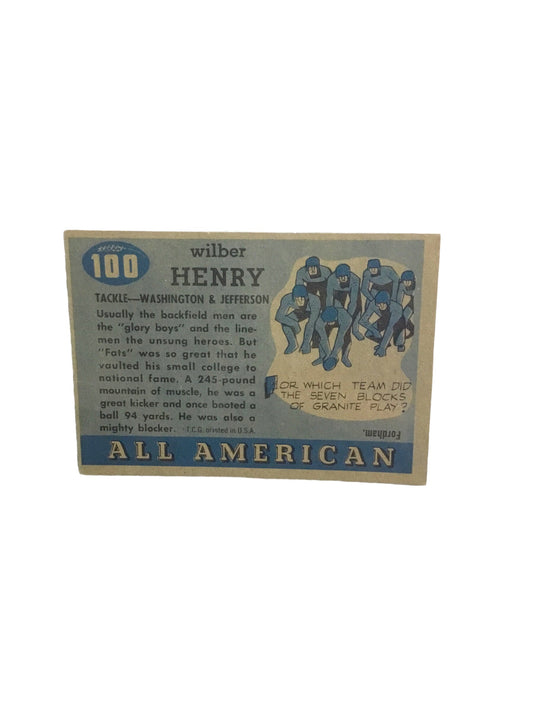 100
wilber
HENRY
TACKLE—WASHINGTON & JEFFERSON
Usually the backfield men are
the "glory boys" and the line-
men the unsung heroes. But
"Fats" was so great that he
vaulted his small college to
national fame. A 245-pound
mountain of muscle, he was a
great kicker and once booted a
ball 94 yards. He was also a
mighty blocker. T.C.G. printed in U.S.A.
FOR WHICH TEAM DID
THE SEVEN BLOCKS
OF GRANITE PLAY?
Fordham.
ALL AMERICAN